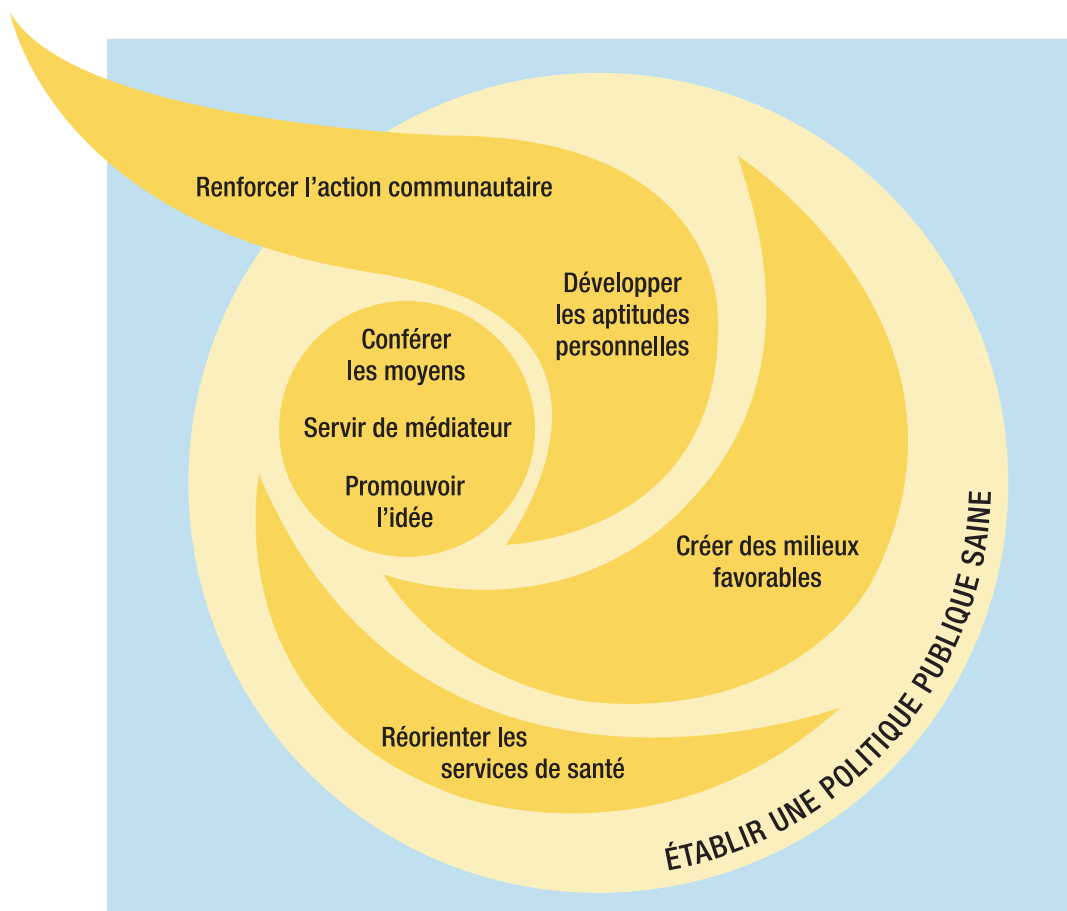 Renforcer l’action communautaire
Développer
les aptitudes
personnelles
Conférer
les moyens
Servir de médiateur
Promouvoir
l’idée
Créer des milieux
favorables
Réorienter les
services de santé
ÉTABLIR UNE POLITIQUE PUBLIQUE SAINE